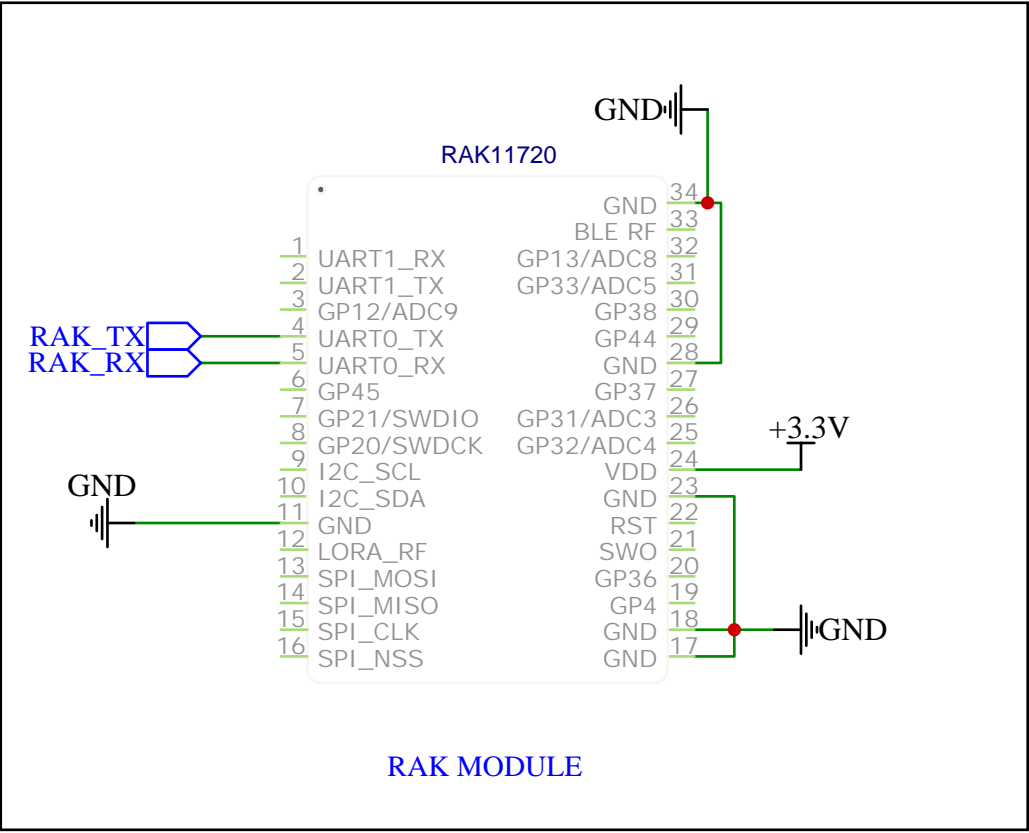 GND
RAK11720
34
GND
33
BLE RF
1
32
UART1_RX
GP13/ADC8
2
31
UART1_TX
GP33/ADC5
3
30
GP12/ADC9
GP38
4
29
RAK_TX
UART0_TX
GP44
5
28
RAK_RX
UART0_RX
GND
6
27
GP45
GP37
7
26
GP21/SWDIO
GP31/ADC3
8
25
+3.3V
GP20/SWDCK
GP32/ADC4
9
24
I2C_SCL
VDD
GND
10
23
I2C_SDA
GND
11
22
GND
RST
12
21
LORA_RF
SWO
13
20
SPI_MOSI
GP36
14
19
SPI_MISO
GP4
15
18
SPI_CLK
GND
GND
16
17
SPI_NSS
GND
RAK MODULE